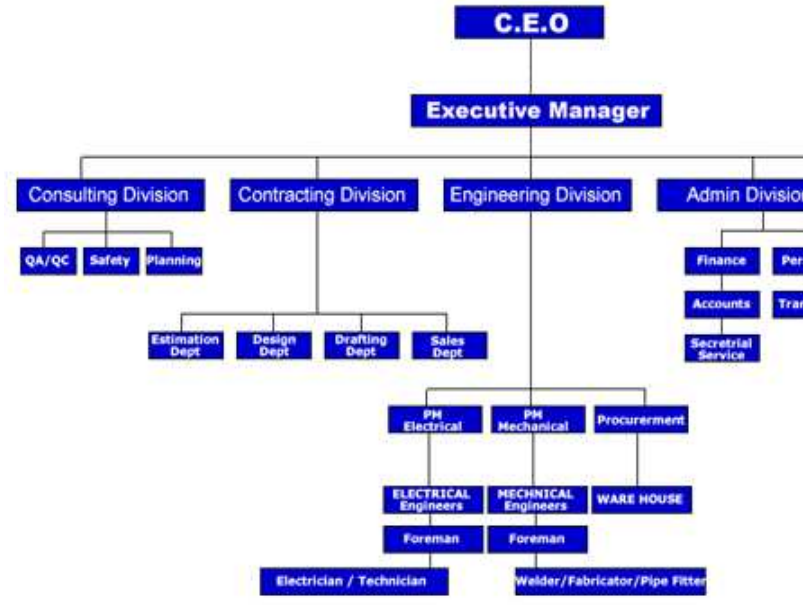 C.E.O
Executive Manager
Consulting Division
Contracting Division
Engineering Division
Admin Division
QA/QC
Safety
Planning
Finance
Accounts
Secretrial
Service
Estimation
Dept
Design
Dept
Drafting
Dept
Sales
Dept
PM
Electrical
PM
Mechanical
Procurerment
ELECTRICAL
Engineers
MECHNICAL
Engineers
WARE HOUSE
Foreman
Foreman
Electrician / Technician
Welder/Fabricator/Pipe Fitter